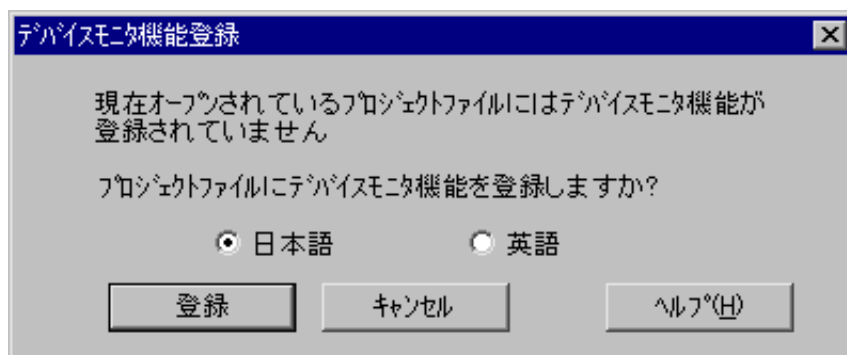 ﾃﾞﾊﾞｲｽﾓﾆﾀ機能登録
現在ｵｰﾌﾟﾝされているﾌﾟﾛｼﾞｪｸﾄﾌｧｲﾙにはﾃﾞﾊﾞｲｽﾓﾆﾀ機能が
登録されていません
ﾌﾟﾛｼﾞｪｸﾄﾌｧｲﾙにﾃﾞﾊﾞｲｽﾓﾆﾀ機能を登録しますか?
日本語 英語
登録 ｷｬﾝｾﾙ ﾍﾙﾌﾟ(H)